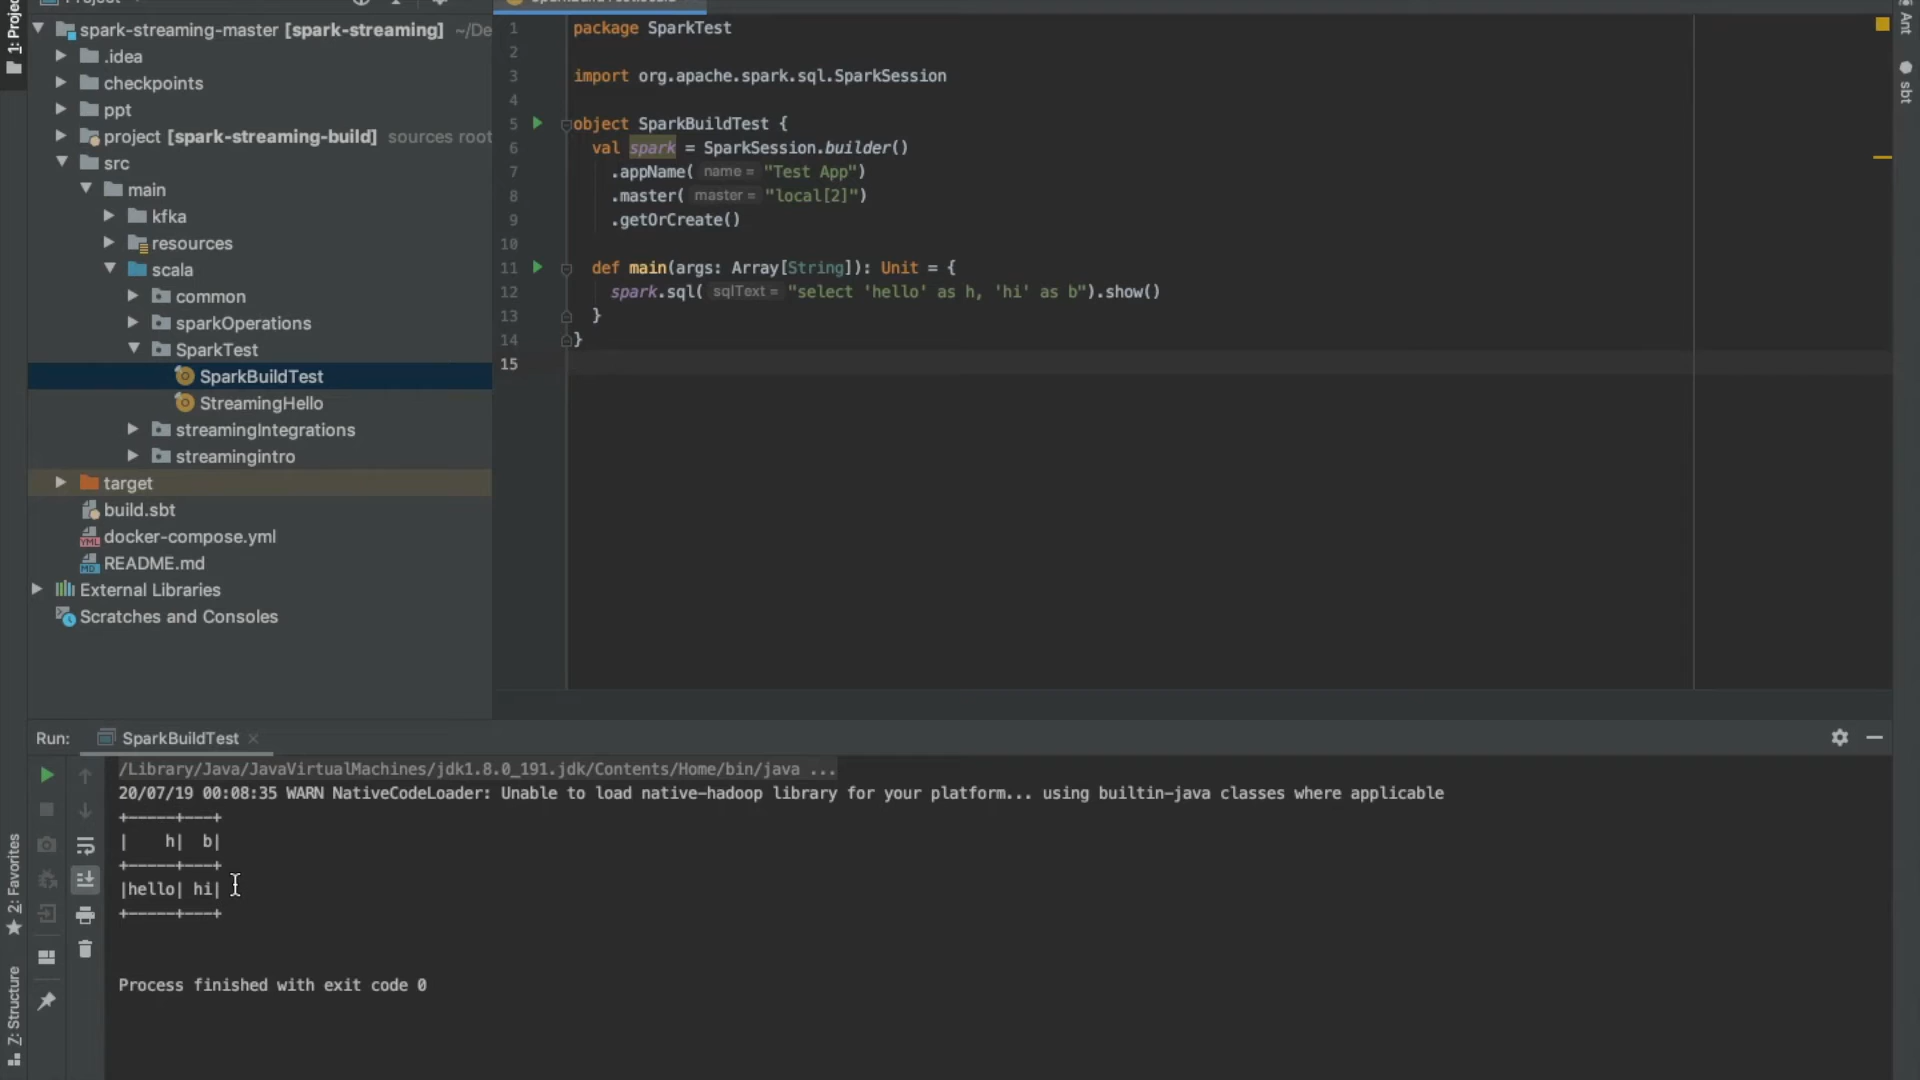 1: Project
spark-streaming-master [spark-streaming] ~/De
.idea
checkpoints
ppt
project [spark-streaming-build] sources root
src
main
kfka
resources
scala
common
sparkOperations
SparkTest
SparkBuildTest
StreamingHello
streamingIntegrations
streamingintro
target
build.sbt
docker-compose.yml
README.md
External Libraries
Scratches and Consoles
1 package SparkTest
2
3 import org.apache.spark.sql.SparkSession
4
5 object SparkBuildTest {
6 val spark = SparkSession.builder()
7 .appName( name = "Test App")
8 .master( master = "local[2]")
9 .getOrCreate()
10
11 def main(args: Array[String]): Unit = {
12 spark.sql( sqlText = "select 'hello' as h, 'hi' as b").show()
13 }
14 }
15
Ant
sbt
Run: SparkBuildTest
/Library/Java/JavaVirtualMachines/jdk1.8.0_191.jdk/Contents/Home/bin/java ...
20/07/19 00:08:35 WARN NativeCodeLoader: Unable to load native-hadoop library for your platform... using builtin-java classes where applicable
+-----+---+
|    h|  b|
+-----+---+
|hello| hi|
+-----+---+
Process finished with exit code 0
2: Favorites
Z: Structure